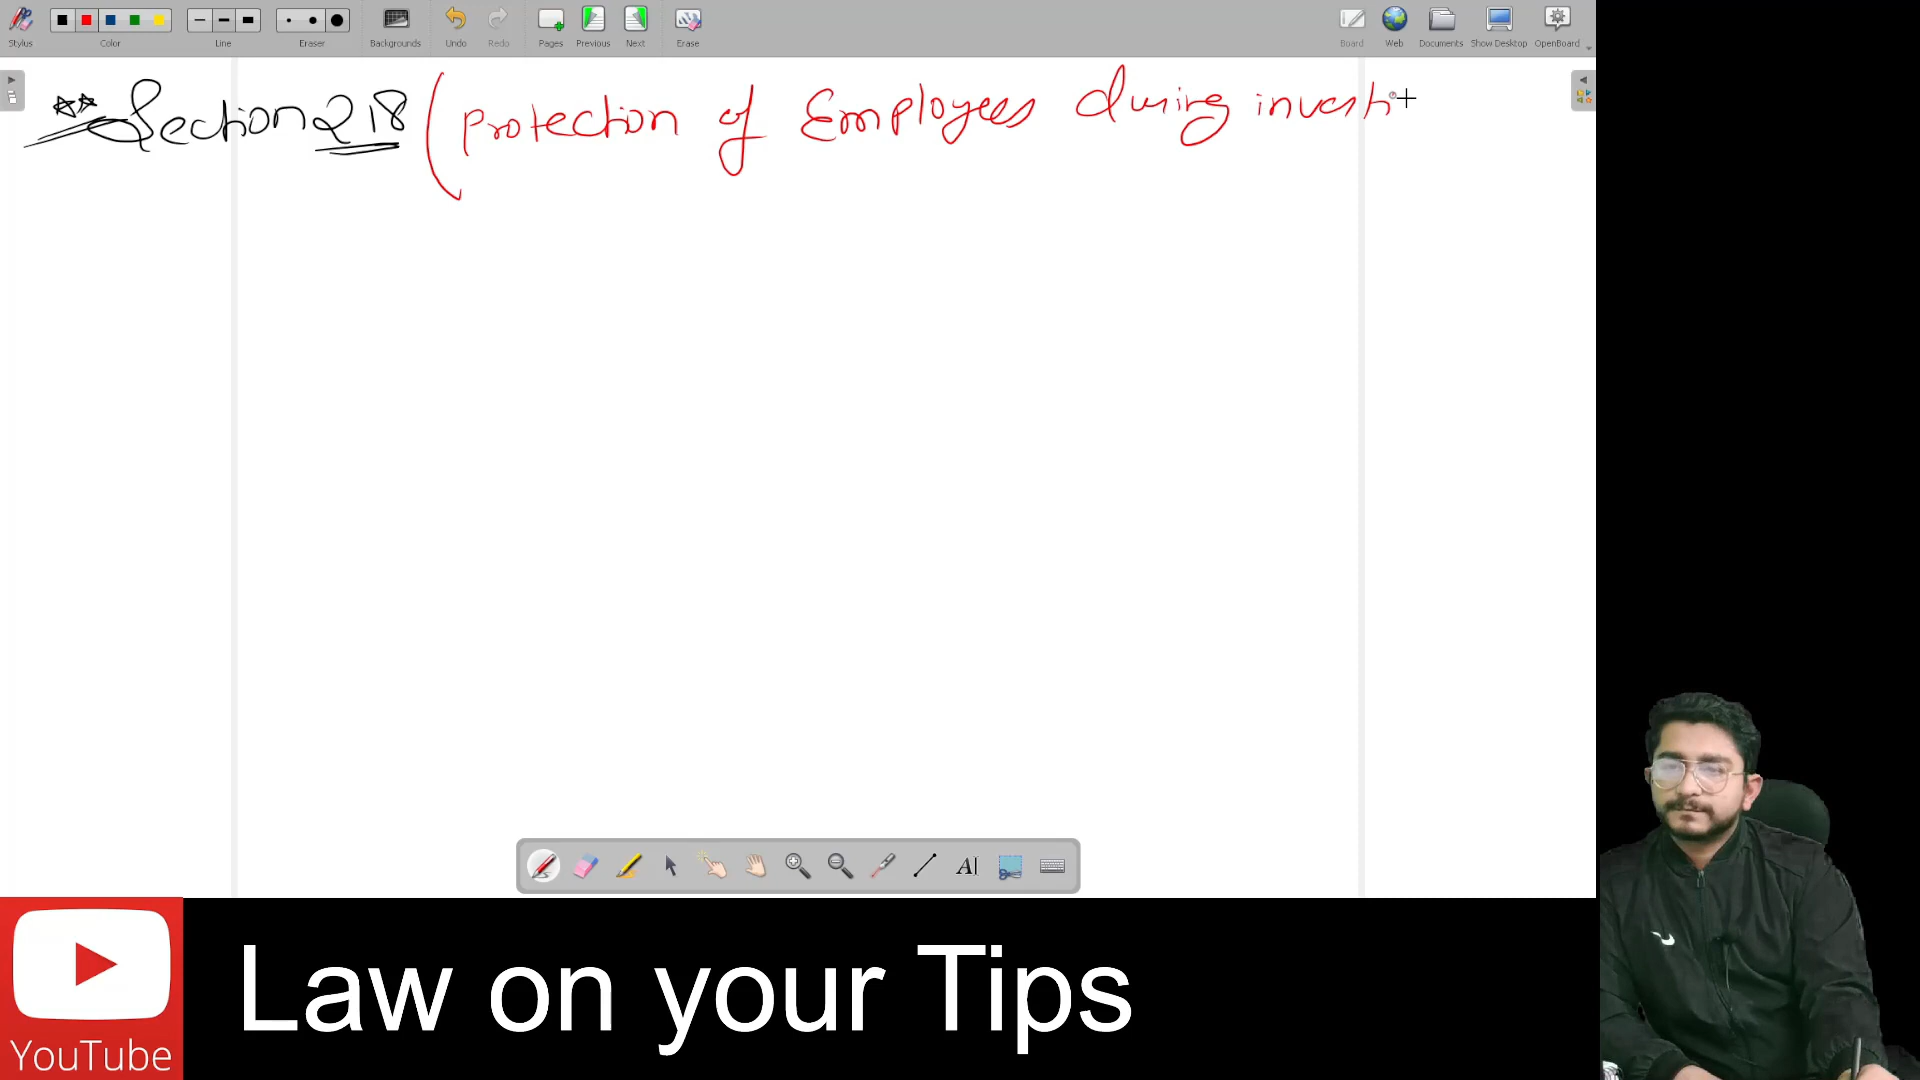 Stylus Color Line Eraser Backgrounds Undo Redo Pages Previous Next Erase Board Web Documents Show Desktop OpenBoard
Section 218 (Protection of Employees during investi
A
YouTube
Law on your Tips